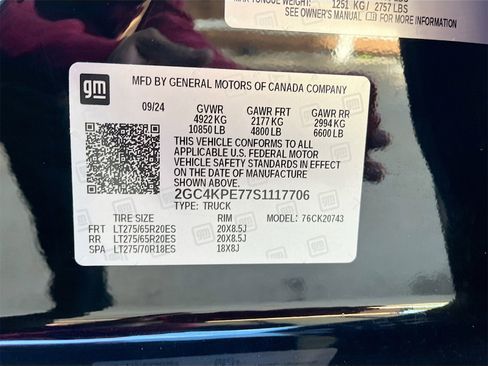 1251 KG / 2757 LBS
SEE OWNER'S MANUAL FOR MORE INFORMATION
gm
MFD BY GENERAL MOTORS OF CANADA COMPANY
09/24 GVWR GAWR FRT GAWR RR
4922 KG 2177 KG 2994 KG
10850 LB 4800 LB 6600 LB
THIS VEHICLE CONFORMS TO ALL
APPLICABLE U.S. FEDERAL MOTOR
VEHICLE SAFETY STANDARDS IN EFFECT
ON THE DATE OF MANUFACTURE
SHOWN ABOVE.
2GC4KPE77S1117706
TYPE: TRUCK
TIRE SIZE RIM MODEL: 76CK20743
FRT LT275/65R20ES 20X8.5J
RR LT275/65R20ES 20X8.5J
SPA LT275/70R18ES 18X8J